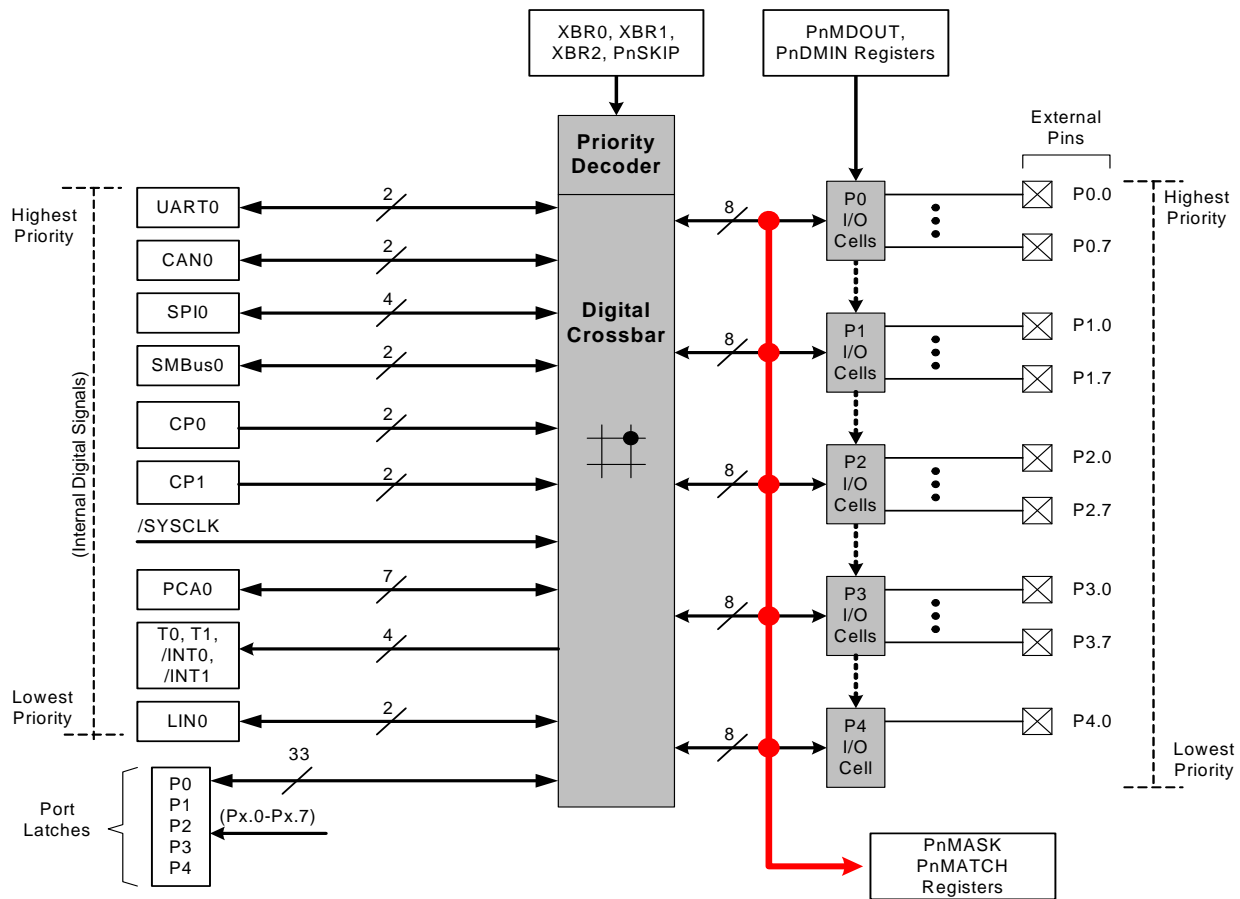 XBR0, XBR1,
XBR2, PnSKIP
PnMDOUT,
PnDMIN Registers
External
Pins
Priority
Decoder
Highest
Priority
UART0
2
8
P0
I/O
Cells
P0.0
P0.7
Highest
Priority
CAN0
2
SPI0
4
Digital
Crossbar
SMBus0
2
8
P1
I/O
Cells
P1.0
P1.7
(Internal Digital Signals)
CP0
2
CP1
2
8
P2
I/O
Cells
P2.0
P2.7
/SYSCLK
PCA0
7
8
P3
I/O
Cells
P3.0
P3.7
T0, T1,
/INT0,
/INT1
4
Lowest
Priority
LIN0
2
8
P4
I/O
Cell
P4.0
Lowest
Priority
Port
Latches
P0
P1
P2
P3
P4
33
(Px.0-Px.7)
PnMASK
PnMATCH
Registers